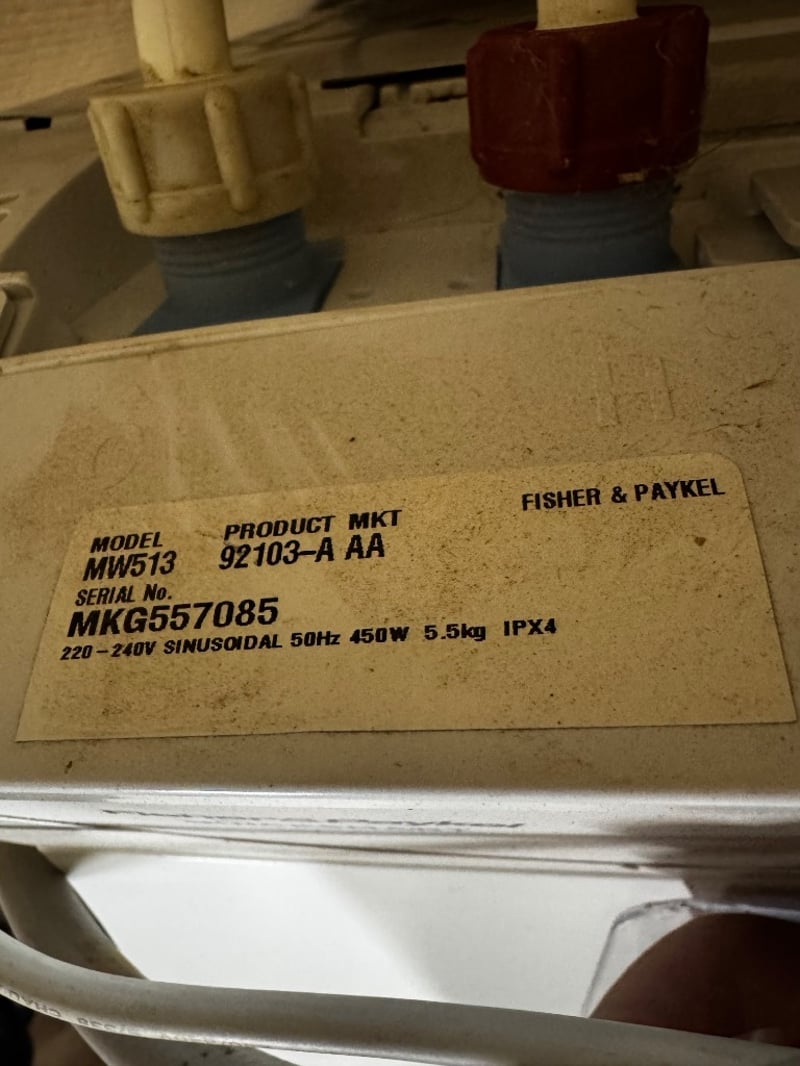 FISHER & PAYKEL
MODEL PRODUCT MKT
MW513 92103-A AA
SERIAL No.
MKG557085
220-240V SINUSOIDAL 50Hz 450W 5.5kg IPX4